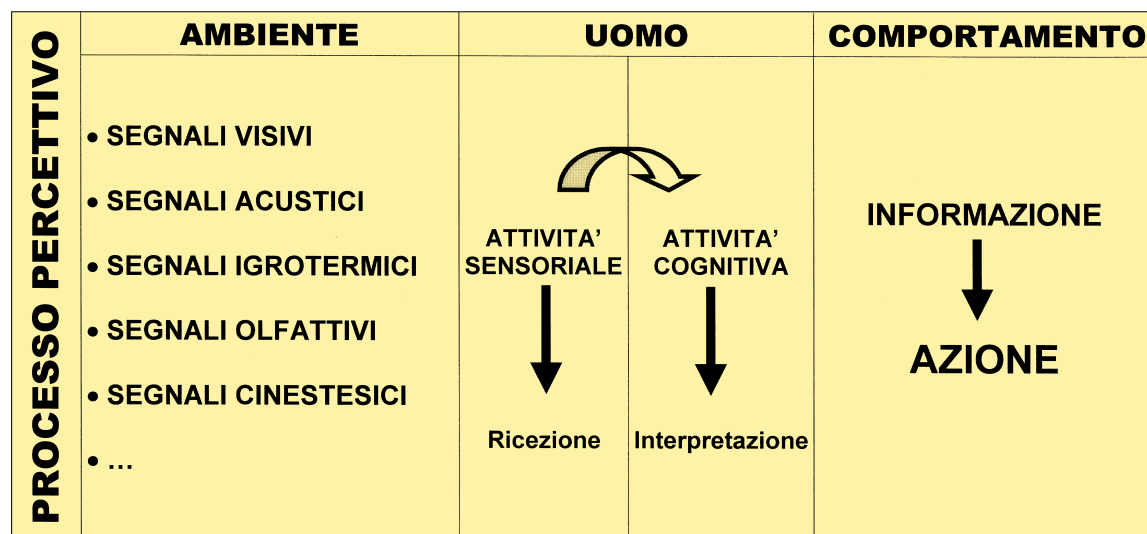 PROCESSO PERCETTIVO
AMBIENTE
UOMO
COMPORTAMENTO
• SEGNALI VISIVI
• SEGNALI ACUSTICI
• SEGNALI IGROTERMICI
• SEGNALI OLFATTIVI
• SEGNALI CINESTESICI
• ...
ATTIVITA’
SENSORIALE
Ricezione
ATTIVITA’
COGNITIVA
Interpretazione
INFORMAZIONE
AZIONE